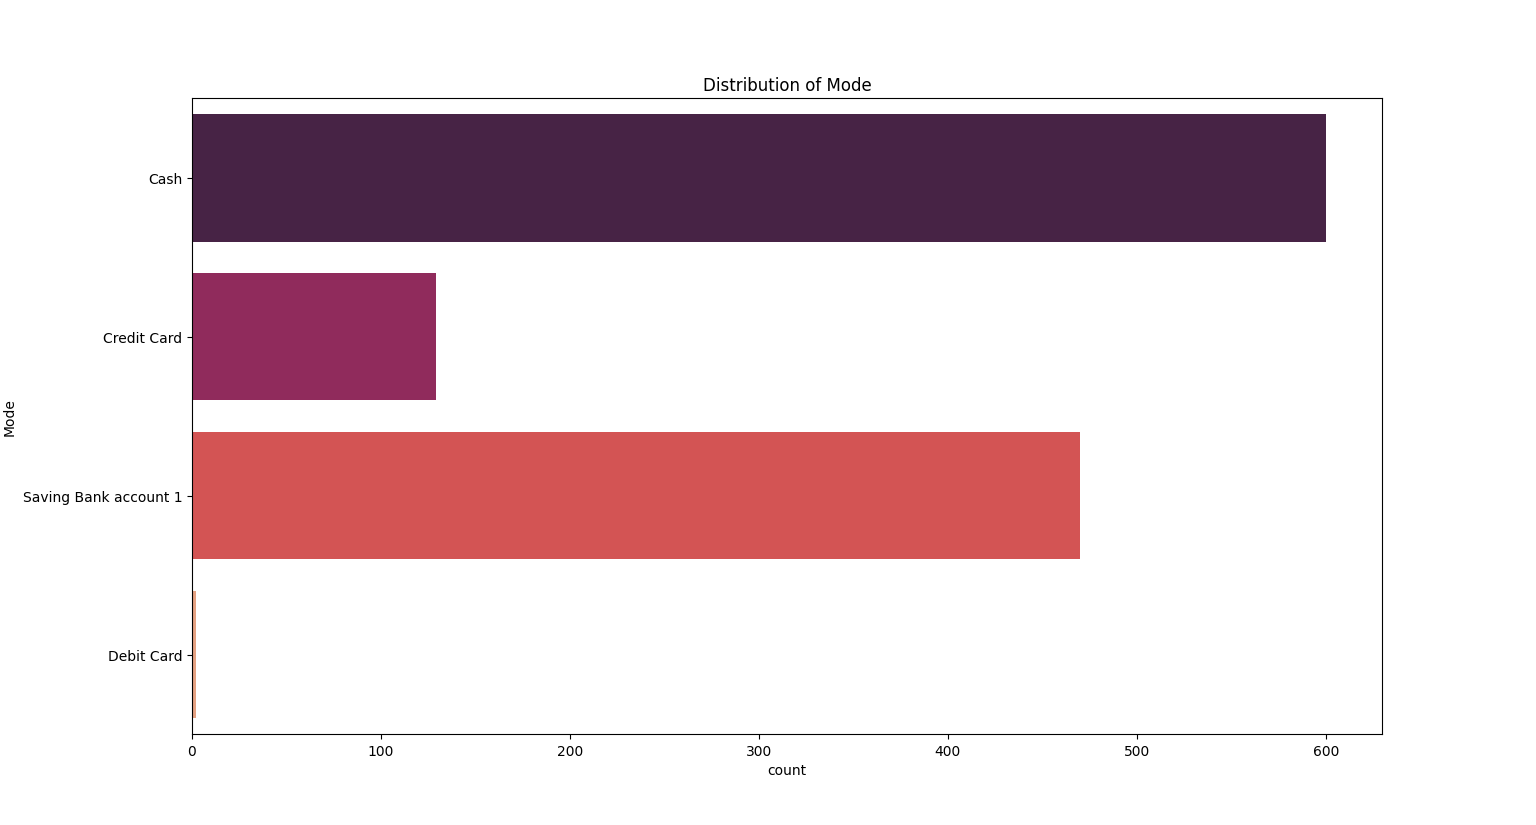 Distribution of Mode
Mode
Cash
Credit Card
Saving Bank account 1
Debit Card
0 100 200 300 400 500 600
count